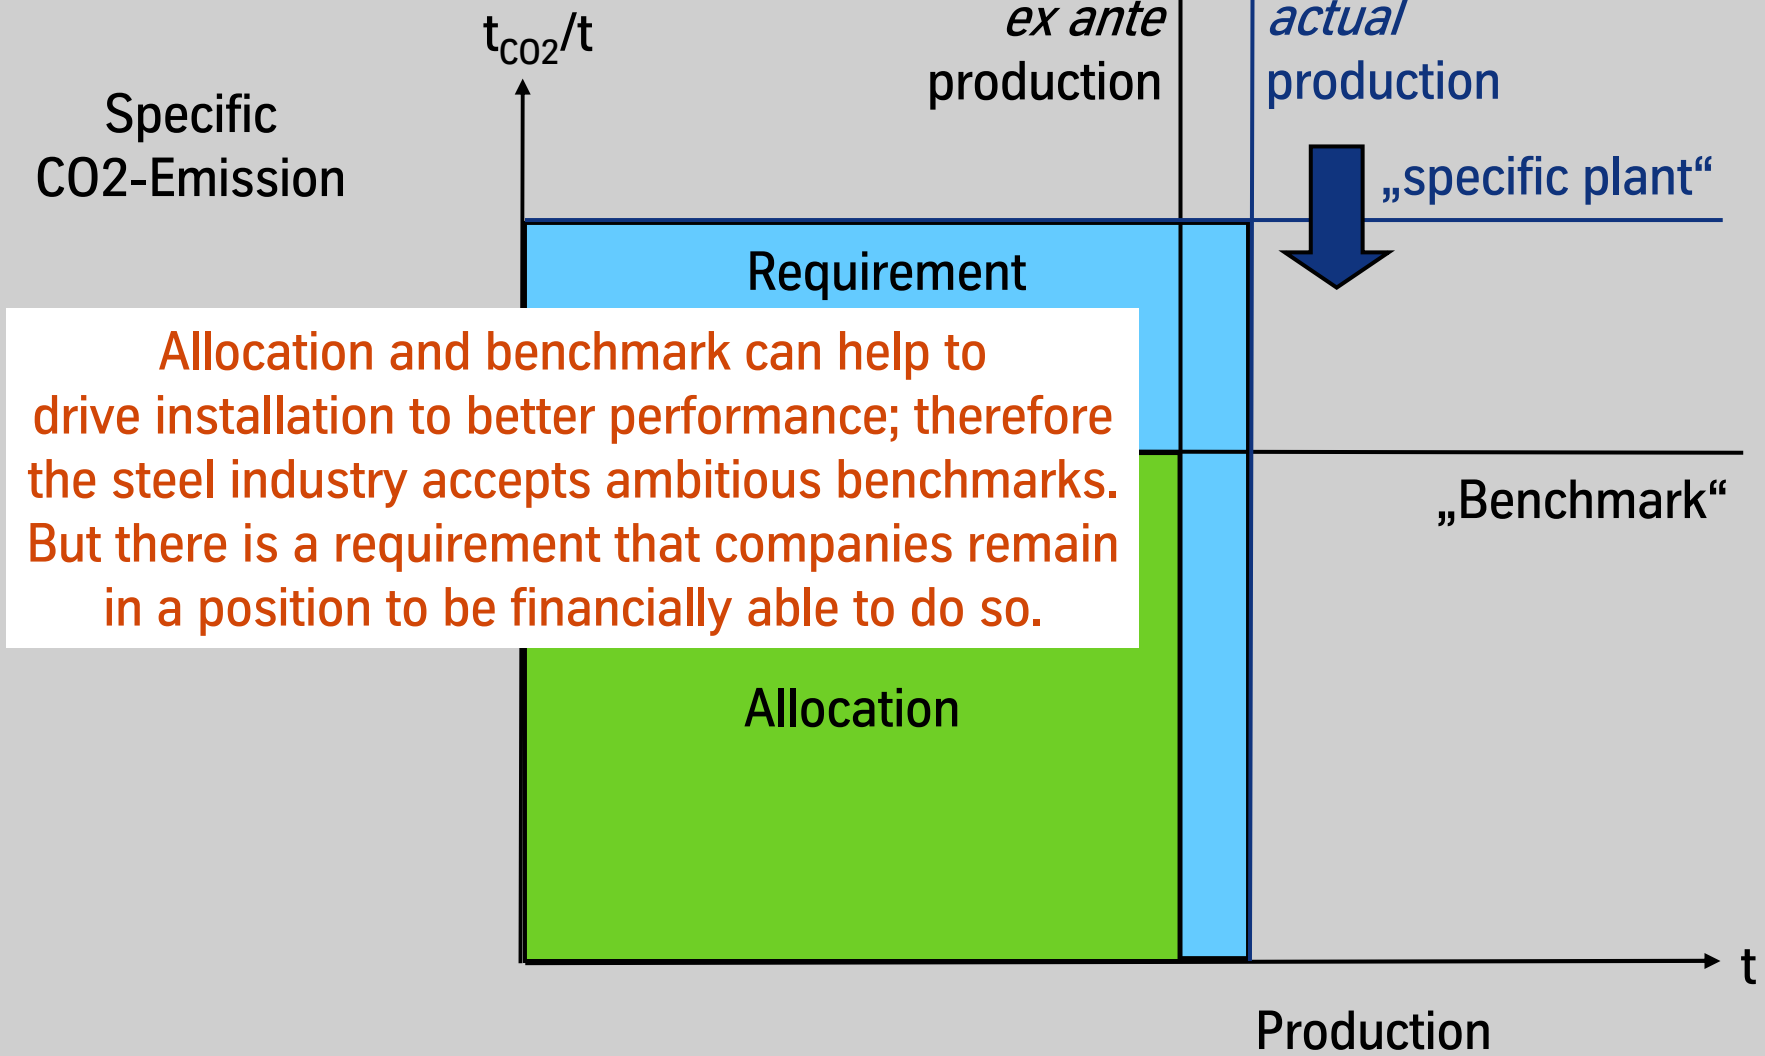 t_CO2/t
ex ante
production
actual
production
Specific
CO2-Emission
„specific plant“
Requirement
Allocation and benchmark can help to
drive installation to better performance; therefore
the steel industry accepts ambitious benchmarks.
But there is a requirement that companies remain
in a position to be financially able to do so.
„Benchmark“
Allocation
t
Production